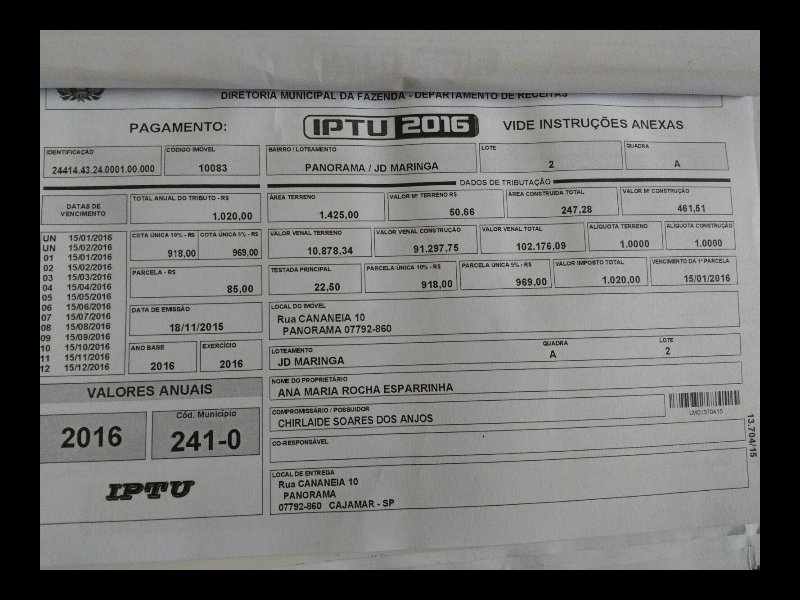 DIRETORIA MUNICIPAL DA FAZENDA - DEPARTAMENTO DE RECEITAS
PAGAMENTO: IPTU 2016 VIDE INSTRUÇÕES ANEXAS
IDENTIFICAÇÃO CÓDIGO IMÓVEL BAIRRO / LOTEAMENTO LOTE QUADRA
24414.43.24.0001.00.000 10083 PANORAMA / JD MARINGA 2 A
DADOS DE TRIBUTAÇÃO
DATAS DE VENCIMENTO
TOTAL ANUAL DO TRIBUTO - R$ ÁREA TERRENO VALOR Mº TERRENO R$ ÁREA CONSTRUIDA TOTAL VALOR Mº CONSTRUÇÃO
1.020,00 1.425,00 50,66 247,28 461,51
COTA ÚNICA 10% - R$ COTA ÚNICA 5% - R$ VALOR VENAL TERRENO VALOR VENAL CONSTRUÇÃO VALOR VENAL TOTAL ALÍQUOTA TERRENO ALÍQUOTA CONSTRUÇÃO
918,00 969,00 10.878,34 91.297,75 102.176,09 1.0000 1.0000
PARCELA - R$ TESTADA PRINCIPAL PARCELA ÚNICA 10% - R$ PARCELA ÚNICA 5% - R$ VALOR IMPOSTO TOTAL VENCIMENTO DA 1ª PARCELA
85,00 22,50 918,00 969,00 1.020,00 15/01/2016
UN 15/01/2016
UN 15/02/2016
01 15/01/2016
02 15/02/2016
03 15/03/2016
04 15/04/2016
05 15/05/2016
06 15/06/2016
07 15/07/2016
08 15/08/2016
09 15/09/2016
10 15/10/2016
11 15/11/2016
12 15/12/2016
DATA DE EMISSÃO
18/11/2015
ANO BASE EXERCÍCIO
2016 2016
LOCAL DO IMÓVEL
Rua CANANEIA 10
PANORAMA 07792-860
LOTEAMENTO QUADRA LOTE
JD MARINGA A 2
VALORES ANUAIS
2016
Cód. Município
241-0
IPTU
NOME DO PROPRIETÁRIO
ANA MARIA ROCHA ESPARRINHA
COMPROMISSÁRIO / POSSUIDOR
CHIRLAIDE SOARES DOS ANJOS
CO-RESPONSÁVEL
LOCAL DE ENTREGA
Rua CANANEIA 10
PANORAMA
07792-860 CAJAMAR - SP
13.704/15